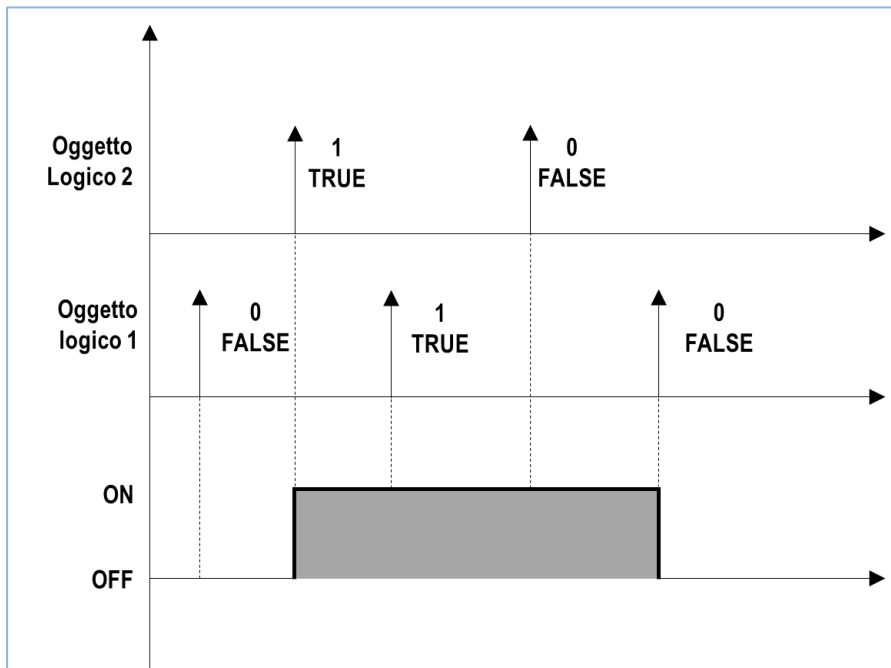 Oggetto
Logico 2
1
TRUE
0
FALSE
Oggetto
logico 1
0
FALSE
1
TRUE
0
FALSE
ON
OFF